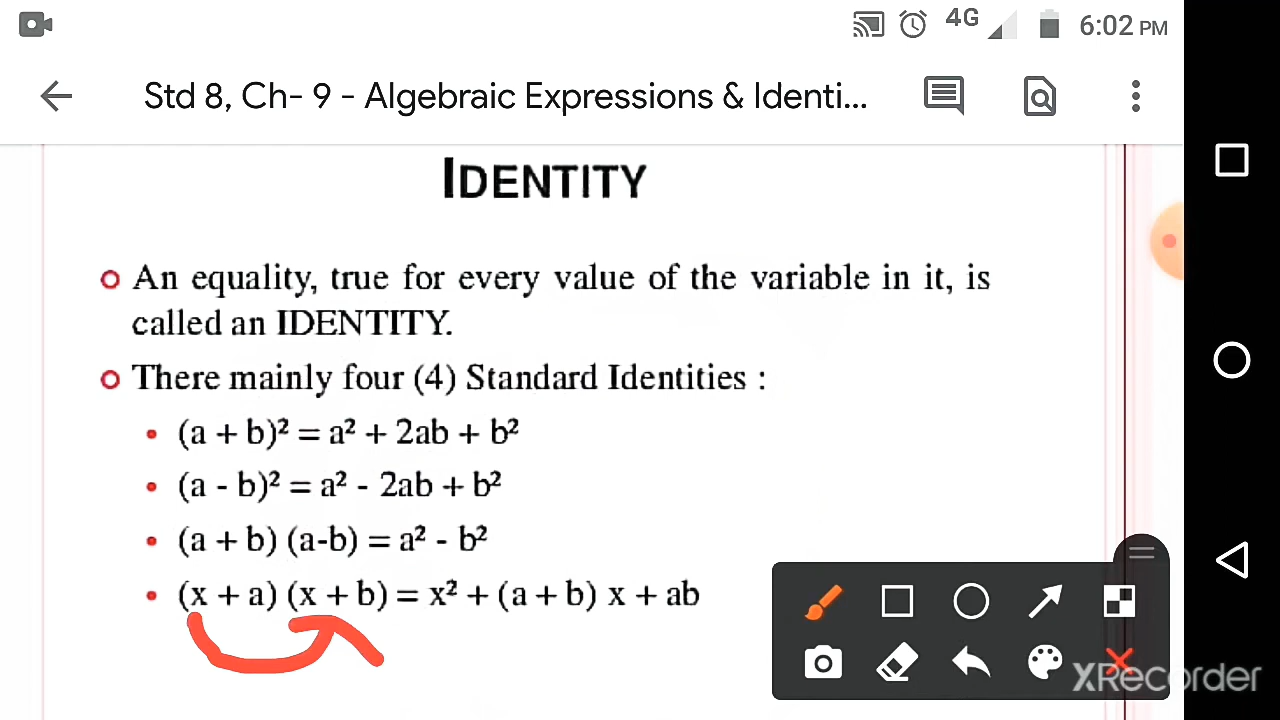 4G 6:02 PM
Std 8, Ch- 9 - Algebraic Expressions & Identi...
IDENTITY
An equality, true for every value of the variable in it, is
called an IDENTITY.
There mainly four (4) Standard Identities :
(a + b)² = a² + 2ab + b²
(a - b)² = a² - 2ab + b²
(a + b) (a-b) = a² - b²
(x + a) (x + b) = x² + (a + b) x + ab
XRecorder